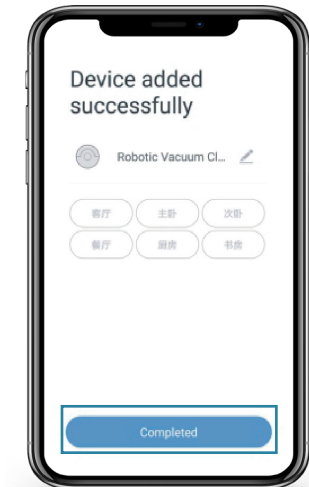 Device added
successfully
Robotic Vacuum Cl...
客厅 主卧 次卧
餐厅 厨房 书房
Completed